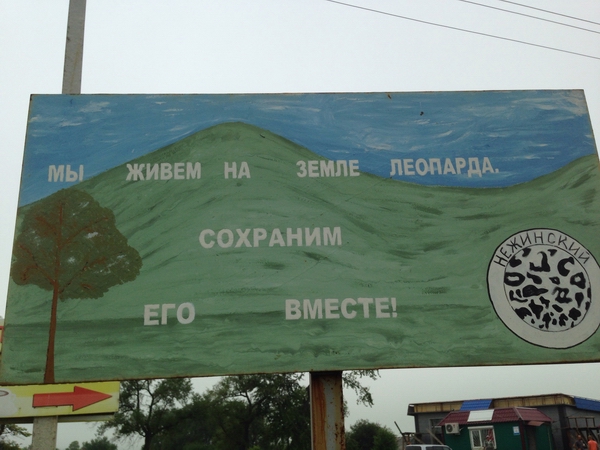 МЫ ЖИВЕМ НА ЗЕМЛЕ ЛЕОПАРДА.
СОХРАНИМ
ЕГО ВМЕСТЕ!
НЕЖИНСКИЙ